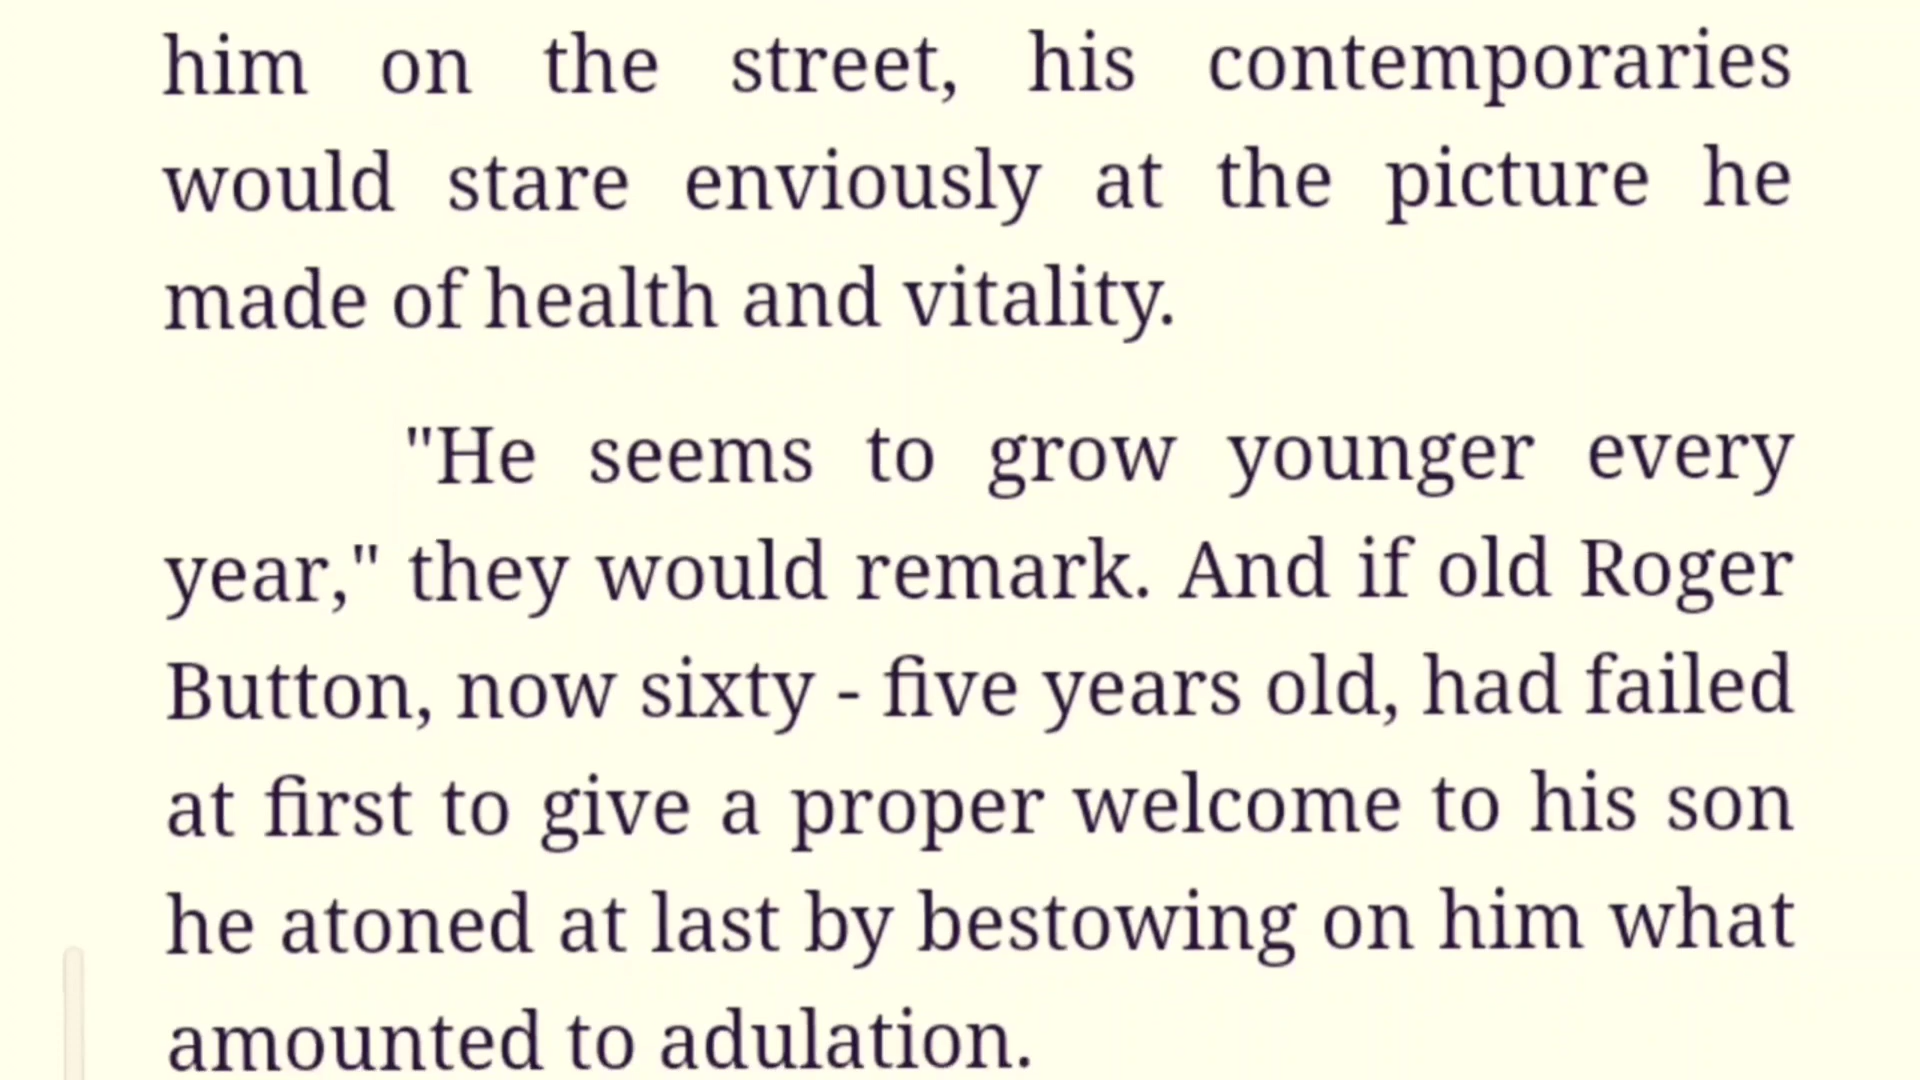 him on the street, his contemporaries
would stare enviously at the picture he
made of health and vitality.
"He seems to grow younger every
year," they would remark. And if old Roger
Button, now sixty - five years old, had failed
at first to give a proper welcome to his son
he atoned at last by bestowing on him what
amounted to adulation.